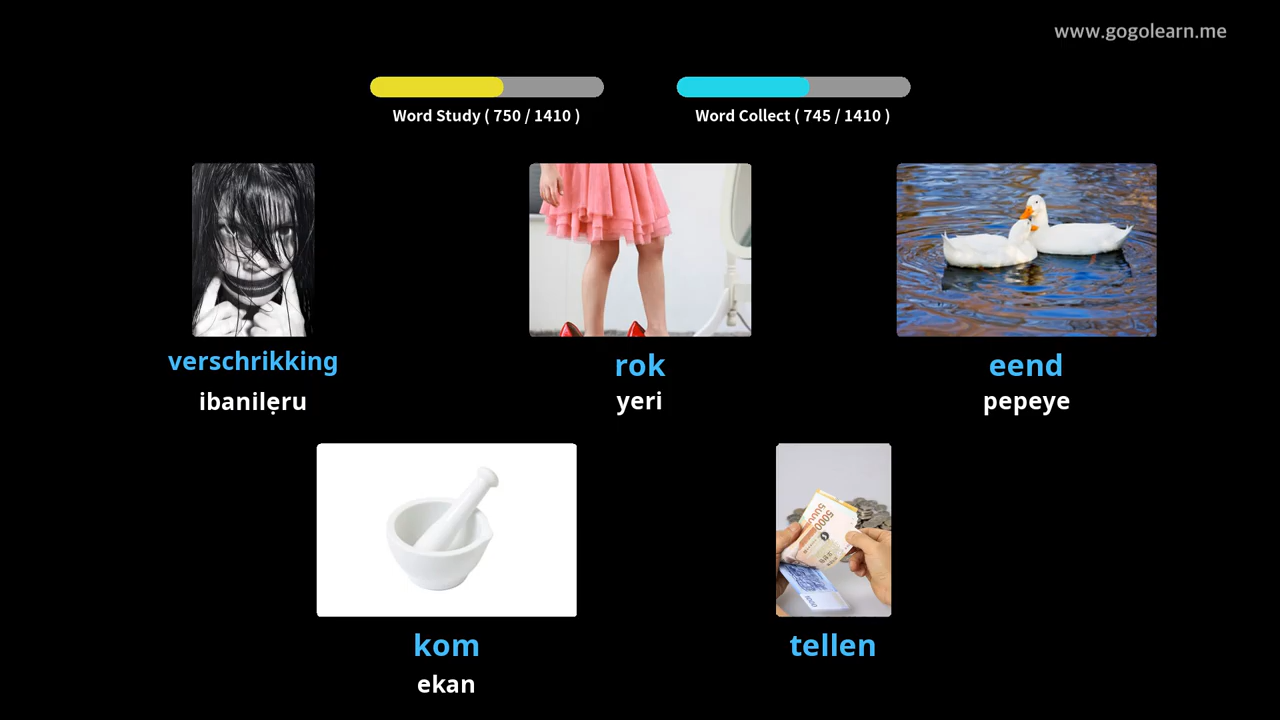 www.gogolearn.me
Word Study ( 750 / 1410 )
Word Collect ( 745 / 1410 )
verschrikking
ibanilẹru
rok
yeri
eend
pepeye
kom
ekan
5000
tellen